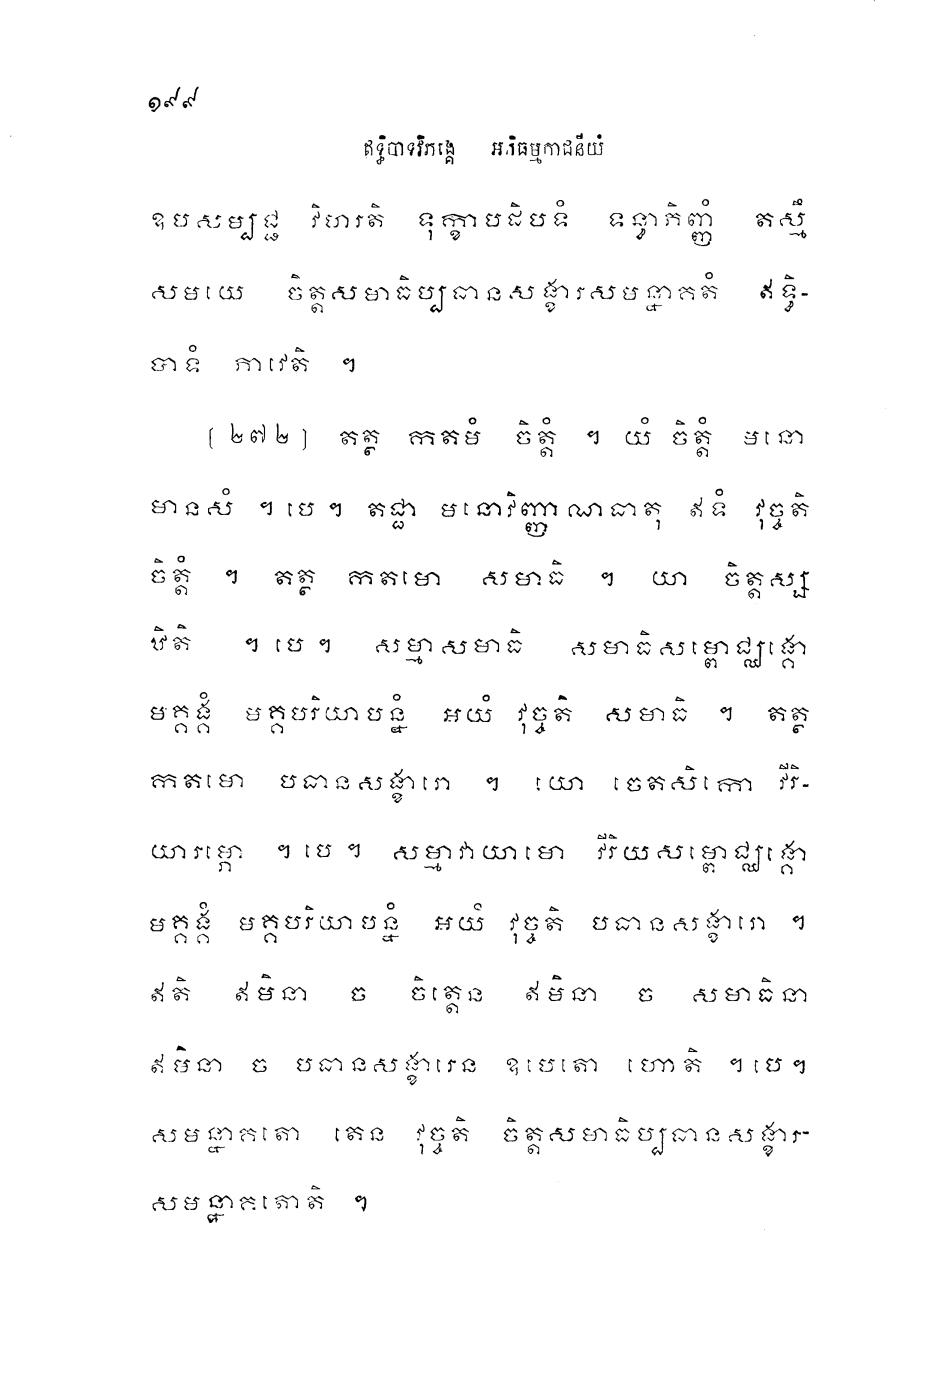 ១៩៩
ឥទ្ធិបាទវិភង្គេ អភិធម្មភាជនីយំ
ឧបសម្បជ្ជ វិហរតិ ទុក្ខាបដិបទំ ទន្ធាភិញ្ញំ តស្មឹ
សមយេ ចិត្តសមាធិប្បធានសង្ខារសមន្នាគតំ ឥទ្ធិ-
បាទំ ភាវេតិ ។
(២៧២) តត្ថ កតមំ ចិត្តំ ។ យំ ចិត្តំ មនោ
មានសំ ។បេ។ តជ្ជា មនោវិញ្ញាណធាតុ ឥទំ វុច្ចតិ
ចិត្តំ ។ តត្ថ កតមោ សមាធិ ។ យា ចិត្តស្ស
ឋិតិ ។បេ។ សម្មាសមាធិ សមាធិសម្ពោជ្ឈង្គោ
មគ្គង្គំ មគ្គបរិយាបន្នំ អយំ វុច្ចតិ សមាធិ ។ តត្ថ
កតមោ បធានសង្ខារោ ។ យោ ចេតសិកោ វីរិ-
យារម្ភោ ។បេ។ សម្មាវាយាមោ វីរិយសម្ពោជ្ឈង្គោ
មគ្គង្គំ មគ្គបរិយាបន្នំ អយំ វុច្ចតិ បធានសង្ខារោ ។
ឥតិ ឥមិនា ច ចិត្តេន ឥមិនា ច សមាធិនា
ឥមិនា ច បធានសង្ខារេន ឧបេតោ ហោតិ ។បេ។
សមន្នាគតោ តេន វុច្ចតិ ចិត្តសមាធិប្បធានសង្ខារ-
សមន្នាគតោតិ ។